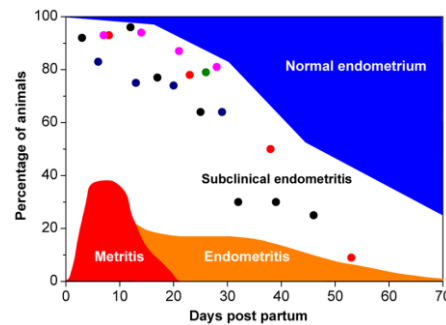 100
80
60
40
20
0
Percentage of animals
Normal endometrium
Subclinical endometritis
Metritis
Endometritis
0 10 20 30 40 50 60 70
Days post partum